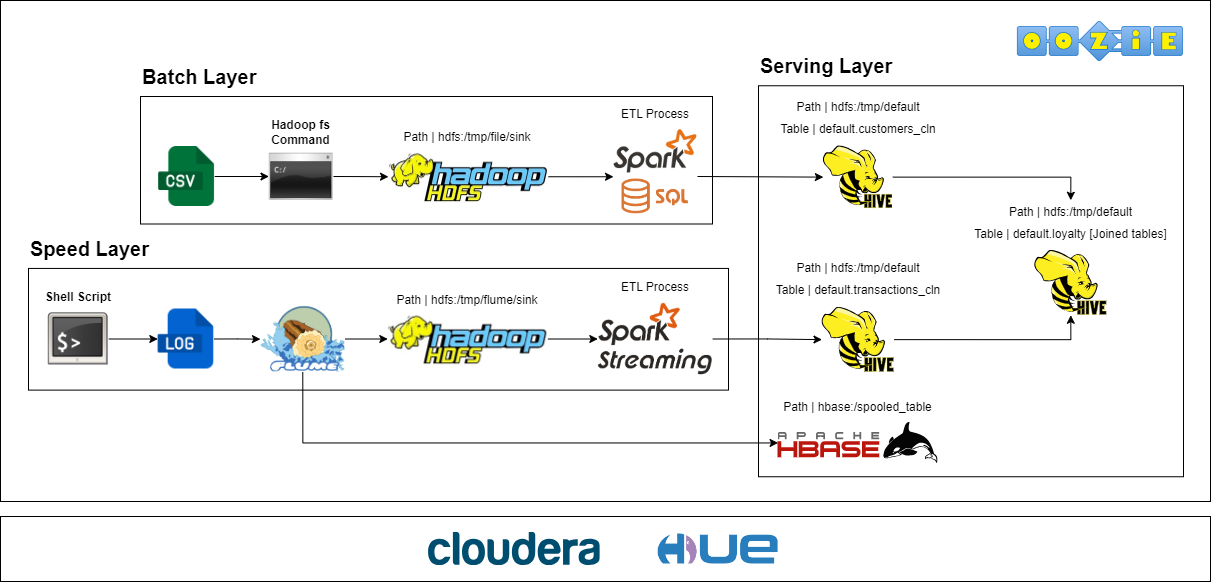 OOZiE
Batch Layer
Serving Layer
Hadoop fs
Command
Path | hdfs:/tmp/file/sink
ETL Process
CSV
C:/
hadoop
HDFS
Spark
SQL
Path | hdfs:/tmp/default
Table | default.customers_cln
HIVE
Path | hdfs:/tmp/default
Table | default.loyalty [Joined tables]
HIVE
Speed Layer
Shell Script
Path | hdfs:/tmp/flume/sink
ETL Process
$>
LOG
FLUME
hadoop
HDFS
Spark
Streaming
Path | hdfs:/tmp/default
Table | default.transactions_cln
HIVE
Path | hbase:/spooled_table
APACHE
HBASE
cloudera
HUE